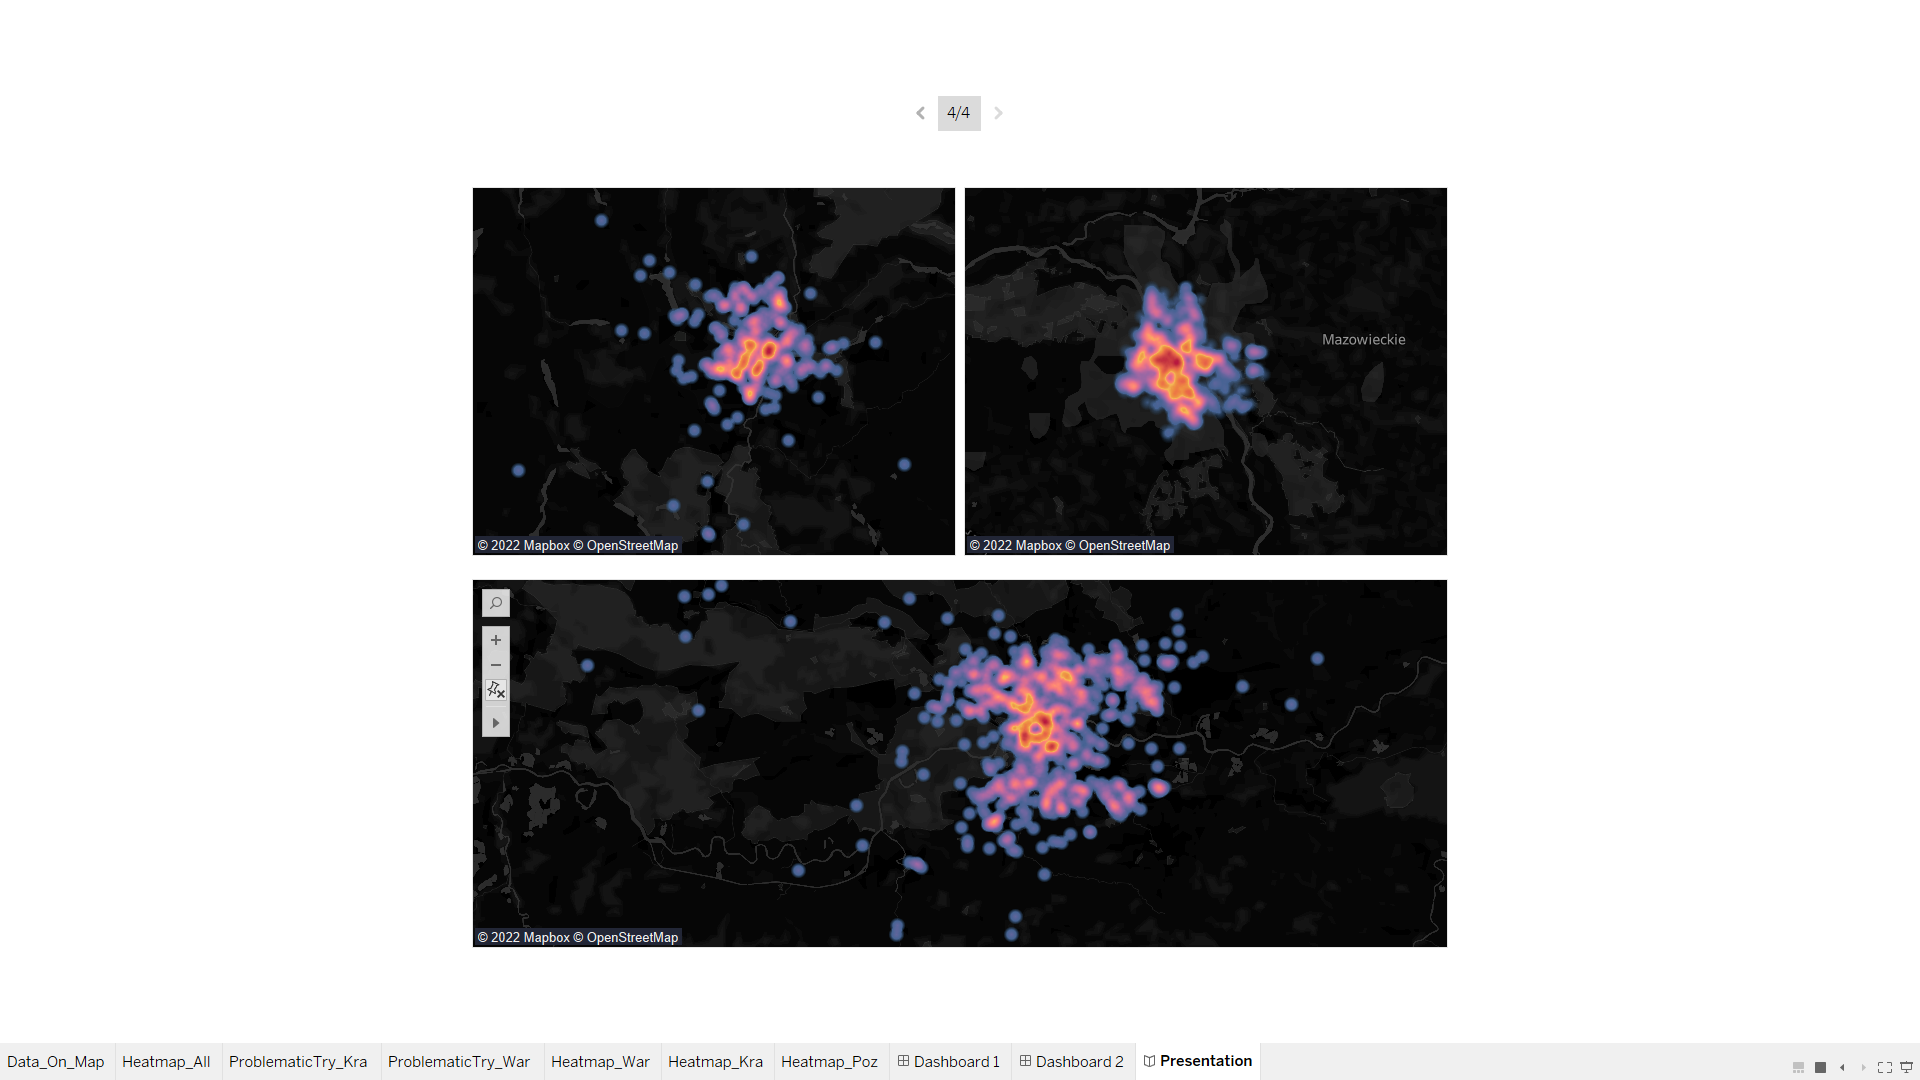 4/4
Mazowieckie
© 2022 Mapbox © OpenStreetMap
© 2022 Mapbox © OpenStreetMap
© 2022 Mapbox © OpenStreetMap
Data_On_Map Heatmap_All ProblematicTry_Kra ProblematicTry_War Heatmap_War Heatmap_Kra Heatmap_Poz Dashboard 1 Dashboard 2 Presentation